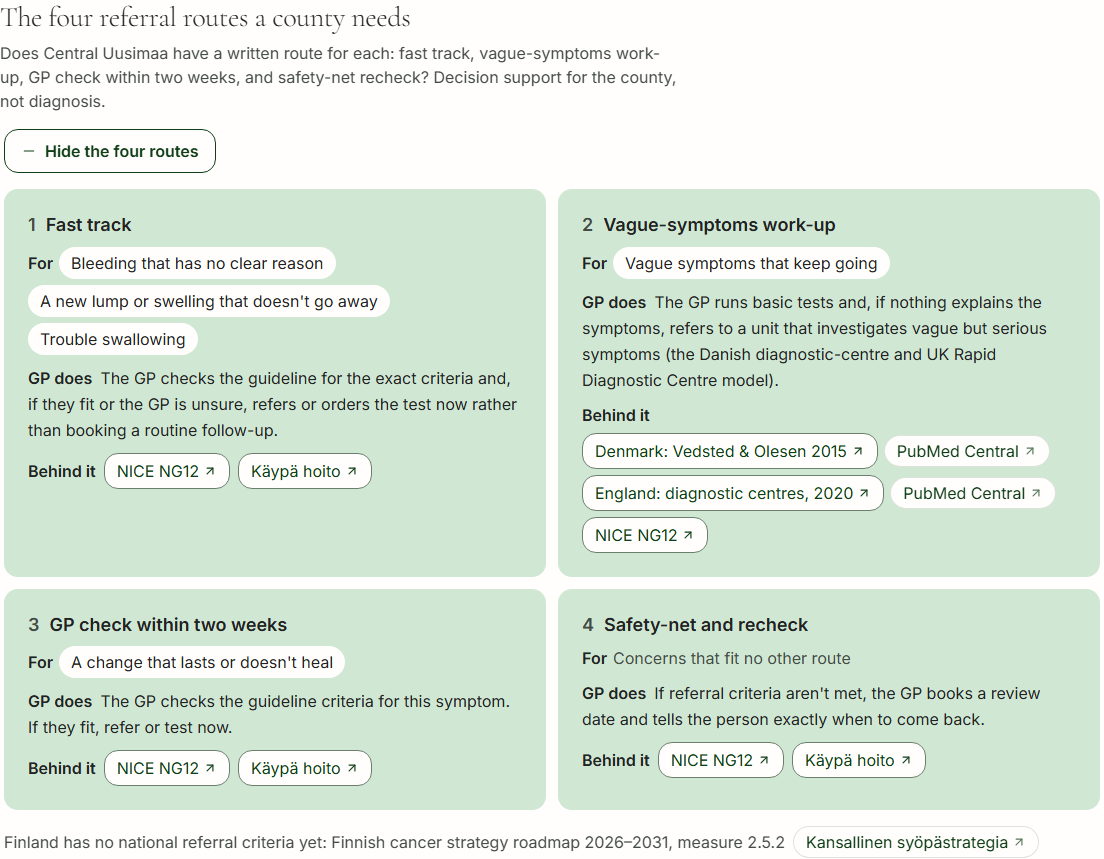 The four referral routes a county needs
Does Central Uusimaa have a written route for each: fast track, vague-symptoms work-
up, GP check within two weeks, and safety-net recheck? Decision support for the county,
not diagnosis.
— Hide the four routes
1 Fast track
For Bleeding that has no clear reason
A new lump or swelling that doesn't go away
Trouble swallowing
GP does The GP checks the guideline for the exact criteria and,
if they fit or the GP is unsure, refers or orders the test now rather
than booking a routine follow-up.
Behind it NICE NG12 ↗ Käypä hoito ↗
2 Vague-symptoms work-up
For Vague symptoms that keep going
GP does The GP runs basic tests and, if nothing explains the
symptoms, refers to a unit that investigates vague but serious
symptoms (the Danish diagnostic-centre and UK Rapid
Diagnostic Centre model).
Behind it
Denmark: Vedsted & Olesen 2015 ↗ PubMed Central ↗
England: diagnostic centres, 2020 ↗ PubMed Central ↗
NICE NG12 ↗
3 GP check within two weeks
For A change that lasts or doesn't heal
GP does The GP checks the guideline criteria for this symptom.
If they fit, refer or test now.
Behind it NICE NG12 ↗ Käypä hoito ↗
4 Safety-net and recheck
For Concerns that fit no other route
GP does If referral criteria aren't met, the GP books a review
date and tells the person exactly when to come back.
Behind it NICE NG12 ↗ Käypä hoito ↗
Finland has no national referral criteria yet: Finnish cancer strategy roadmap 2026–2031, measure 2.5.2 Kansallinen syöpästrategia ↗